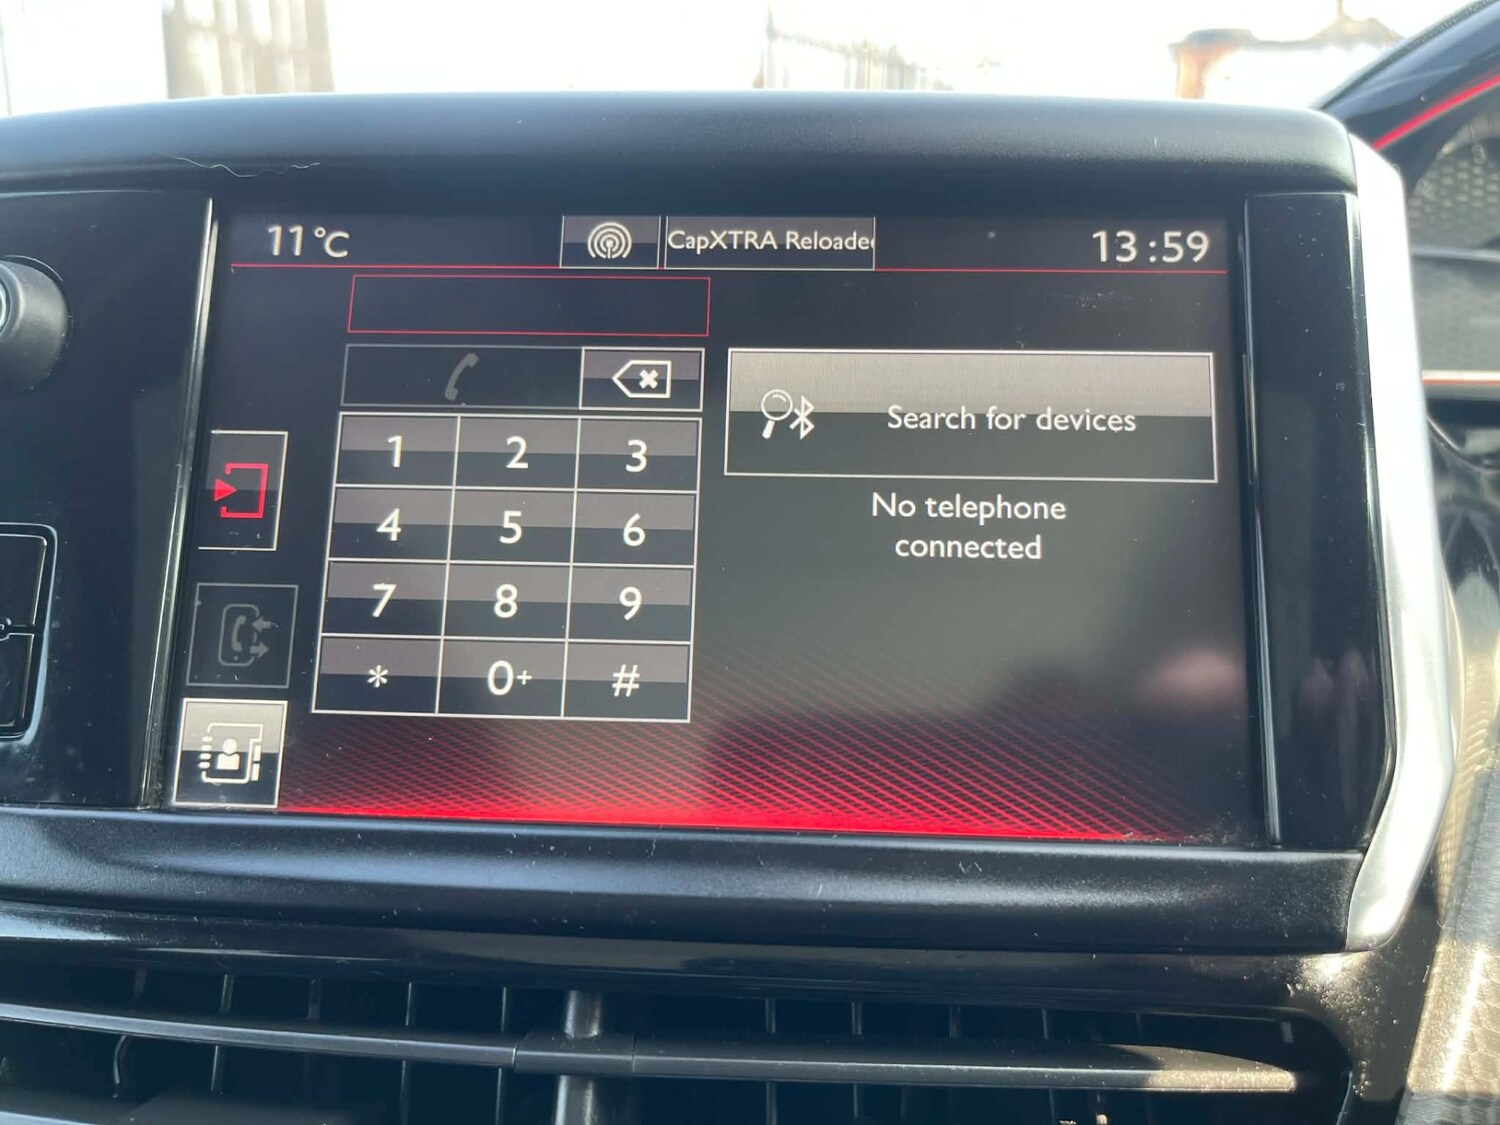 11°C
CapXTRA Reloade
13:59
Search for devices
No telephone
connected
1 2 3
4 5 6
7 8 9
* 0+ #